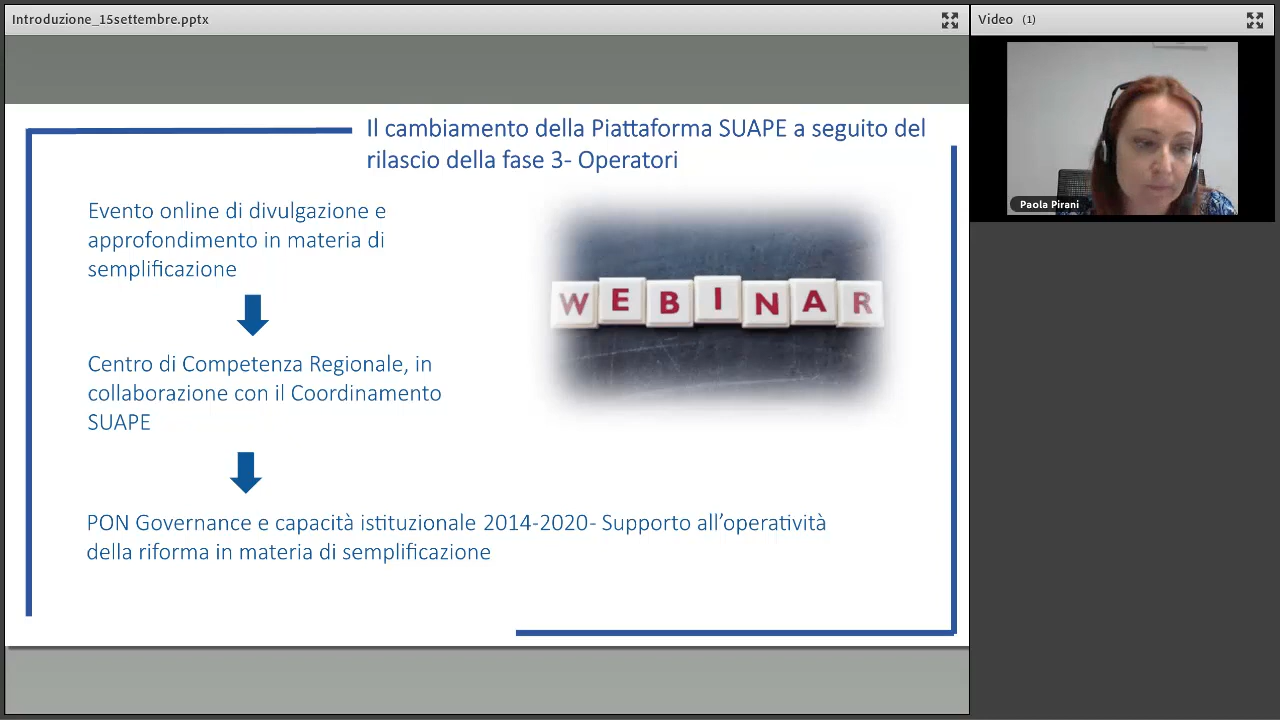 Introduzione_15settembre.pptx
Video (1)
Paola Pirani
Il cambiamento della Piattaforma SUAPE a seguito del
rilascio della fase 3- Operatori
Evento online di divulgazione e
approfondimento in materia di
semplificazione
WEBINAR
Centro di Competenza Regionale, in
collaborazione con il Coordinamento
SUAPE
PON Governance e capacità istituzionale 2014-2020- Supporto all’operatività
della riforma in materia di semplificazione